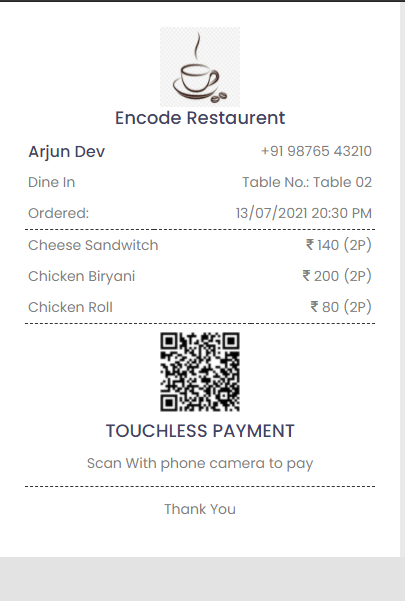 Encode Restaurent
Arjun Dev +91 98765 43210
Dine In Table No.: Table 02
Ordered: 13/07/2021 20:30 PM
Cheese Sandwitch ₹ 140 (2P)
Chicken Biryani ₹ 200 (2P)
Chicken Roll ₹ 80 (2P)
TOUCHLESS PAYMENT
Scan With phone camera to pay
Thank You